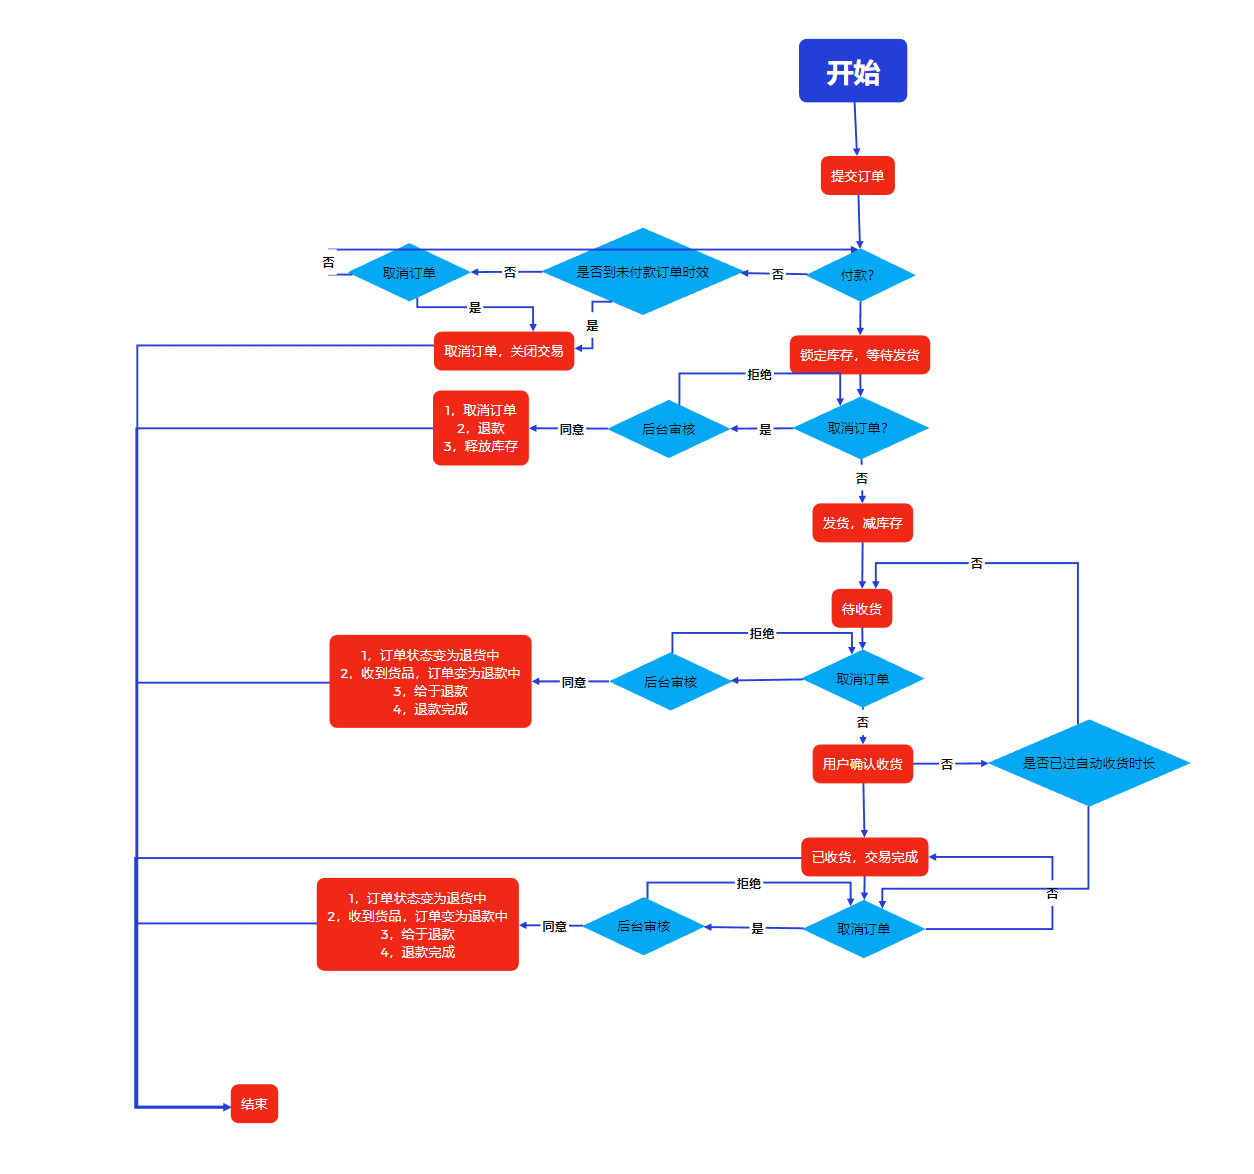 开始
提交订单
付款？
否
是否到未付款订单时效
否
取消订单
否
是
是
取消订单，关闭交易
锁定库存，等待发货
拒绝
取消订单？
是
后台审核
同意
1，取消订单
2，退款
3，释放库存
否
发货，减库存
否
待收货
拒绝
取消订单
后台审核
同意
1，订单状态变为退货中
2，收到货品，订单变为退款中
3，给于退款
4，退款完成
否
用户确认收货
否
是否已过自动收货时长
已收货，交易完成
拒绝
否
取消订单
是
后台审核
同意
1，订单状态变为退货中
2，收到货品，订单变为退款中
3，给于退款
4，退款完成
结束